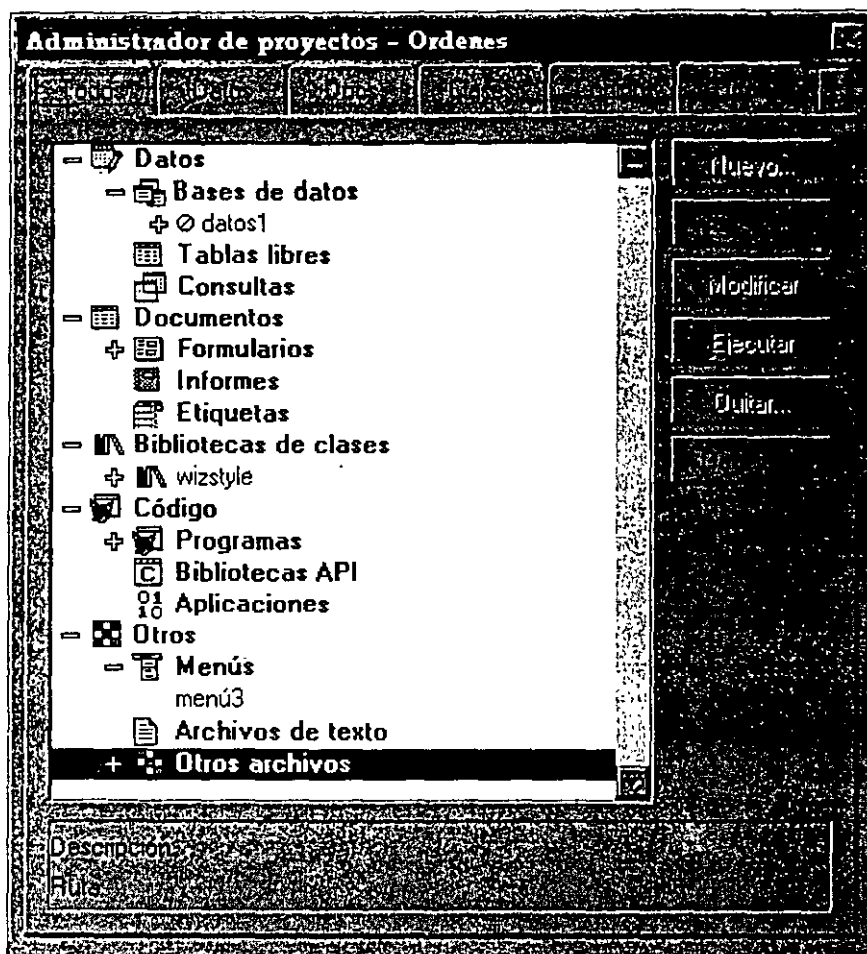 Administrador de proyectos - Ordenes
Todos
Datos
Nuevo...
Bases de datos
datos1
Tablas libres
Consultas
Modificar
Documentos
Formularios
Ejecutar
Informes
Etiquetas
Quitar...
Bibliotecas de clases
wizstyle
Código
Programas
Bibliotecas API
Aplicaciones
Otros
Menús
menú3
Archivos de texto
Otros archivos
Descripción:
Ruta: